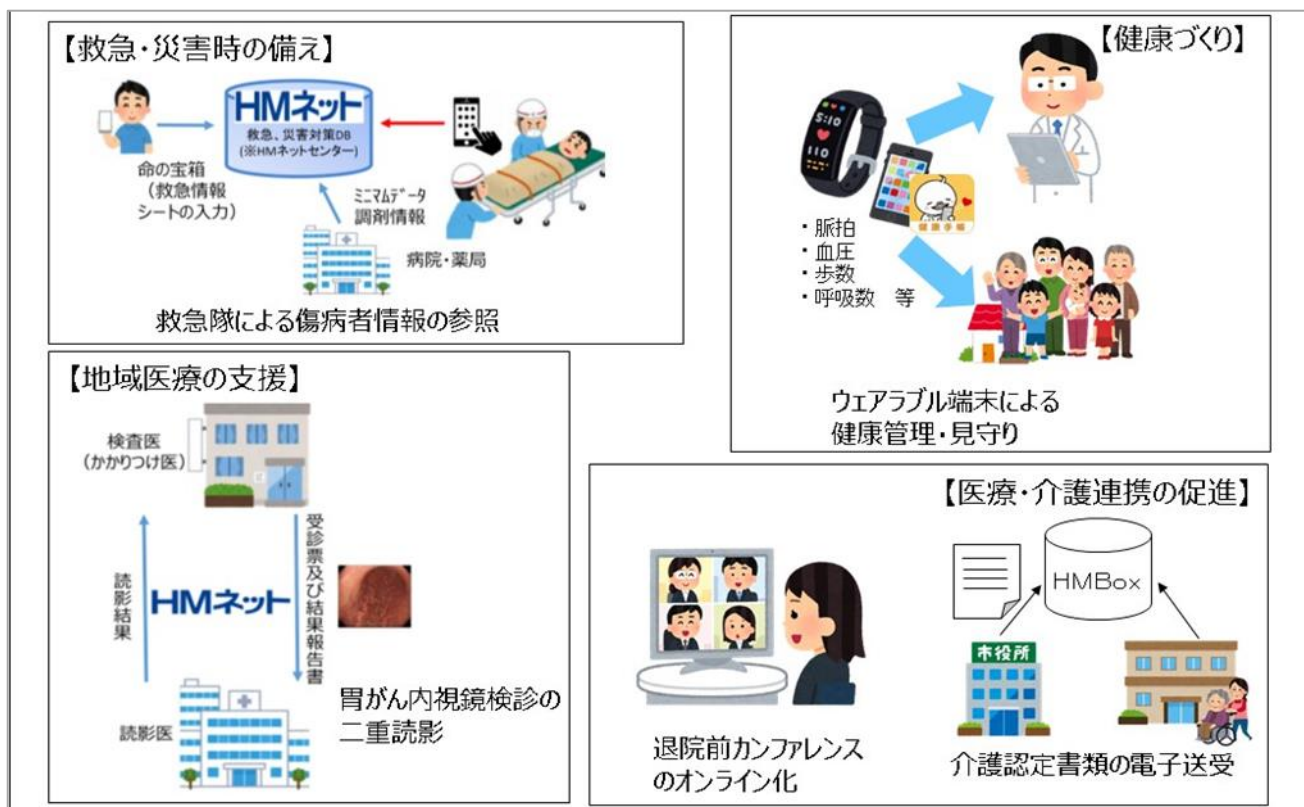 【救急・災害時の備え】
HMネット
救急、災害対策DB
(※HMネットセンター)
命の宝箱
(救急情報
シートの入力)
ﾐﾆﾏﾑﾃﾞｰﾀ
調剤情報
病院・薬局
救急隊による傷病者情報の参照
【健康づくり】
5:10
110
健康手帳
・脈拍
・血圧
・歩数
・呼吸数 等
ウェアラブル端末による
健康管理・見守り
【地域医療の支援】
検査医
(かかりつけ医)
読影結果
HMネット
受診票及び結果報告書
読影医
胃がん内視鏡検診の
二重読影
【医療・介護連携の促進】
HMBox
市役所
退院前カンファレンス
のオンライン化
介護認定書類の電子送受